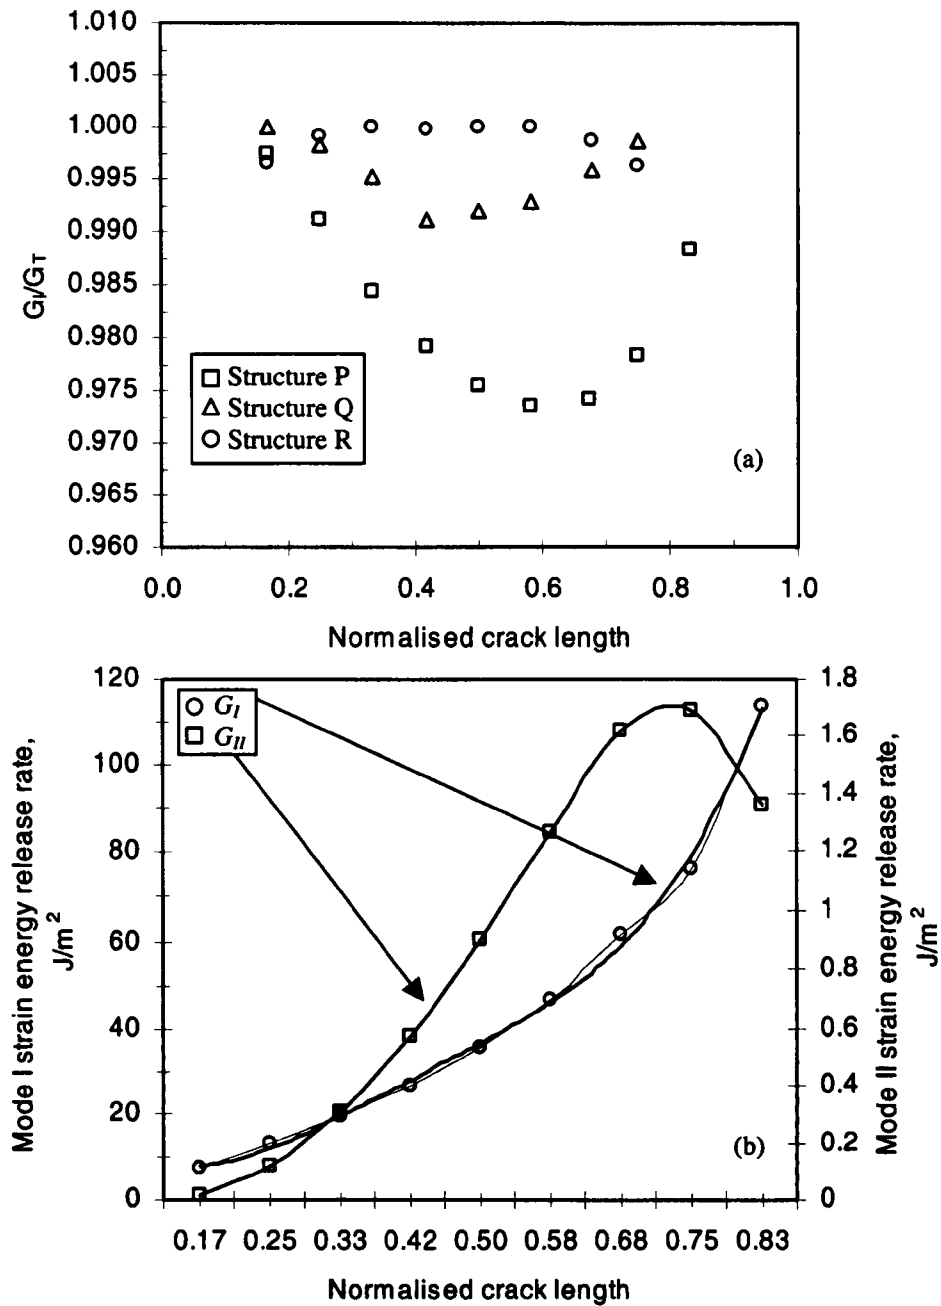 1.010
1.005
1.000
0.995
0.990
0.985
0.980
0.975
0.970
0.965
0.960
G_I/G_T
Structure P
Structure Q
Structure R
(a)
0.0 0.2 0.4 0.6 0.8 1.0
Normalised crack length
120
100
80
60
40
20
0
Mode I strain energy release rate,
J/m²
G_I
G_II
1.8
1.6
1.4
1.2
1
0.8
0.6
0.4
0.2
0
Mode II strain energy release rate,
J/m²
(b)
0.17 0.25 0.33 0.42 0.50 0.58 0.68 0.75 0.83
Normalised crack length